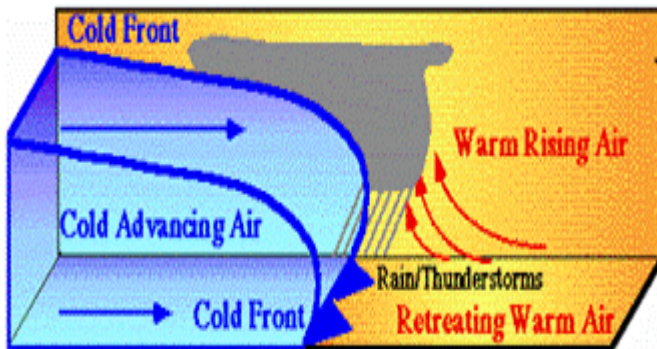 Cold Front
Warm Rising Air
Cold Advancing Air
Rain/Thunderstorms
Cold Front
Retreating Warm Air